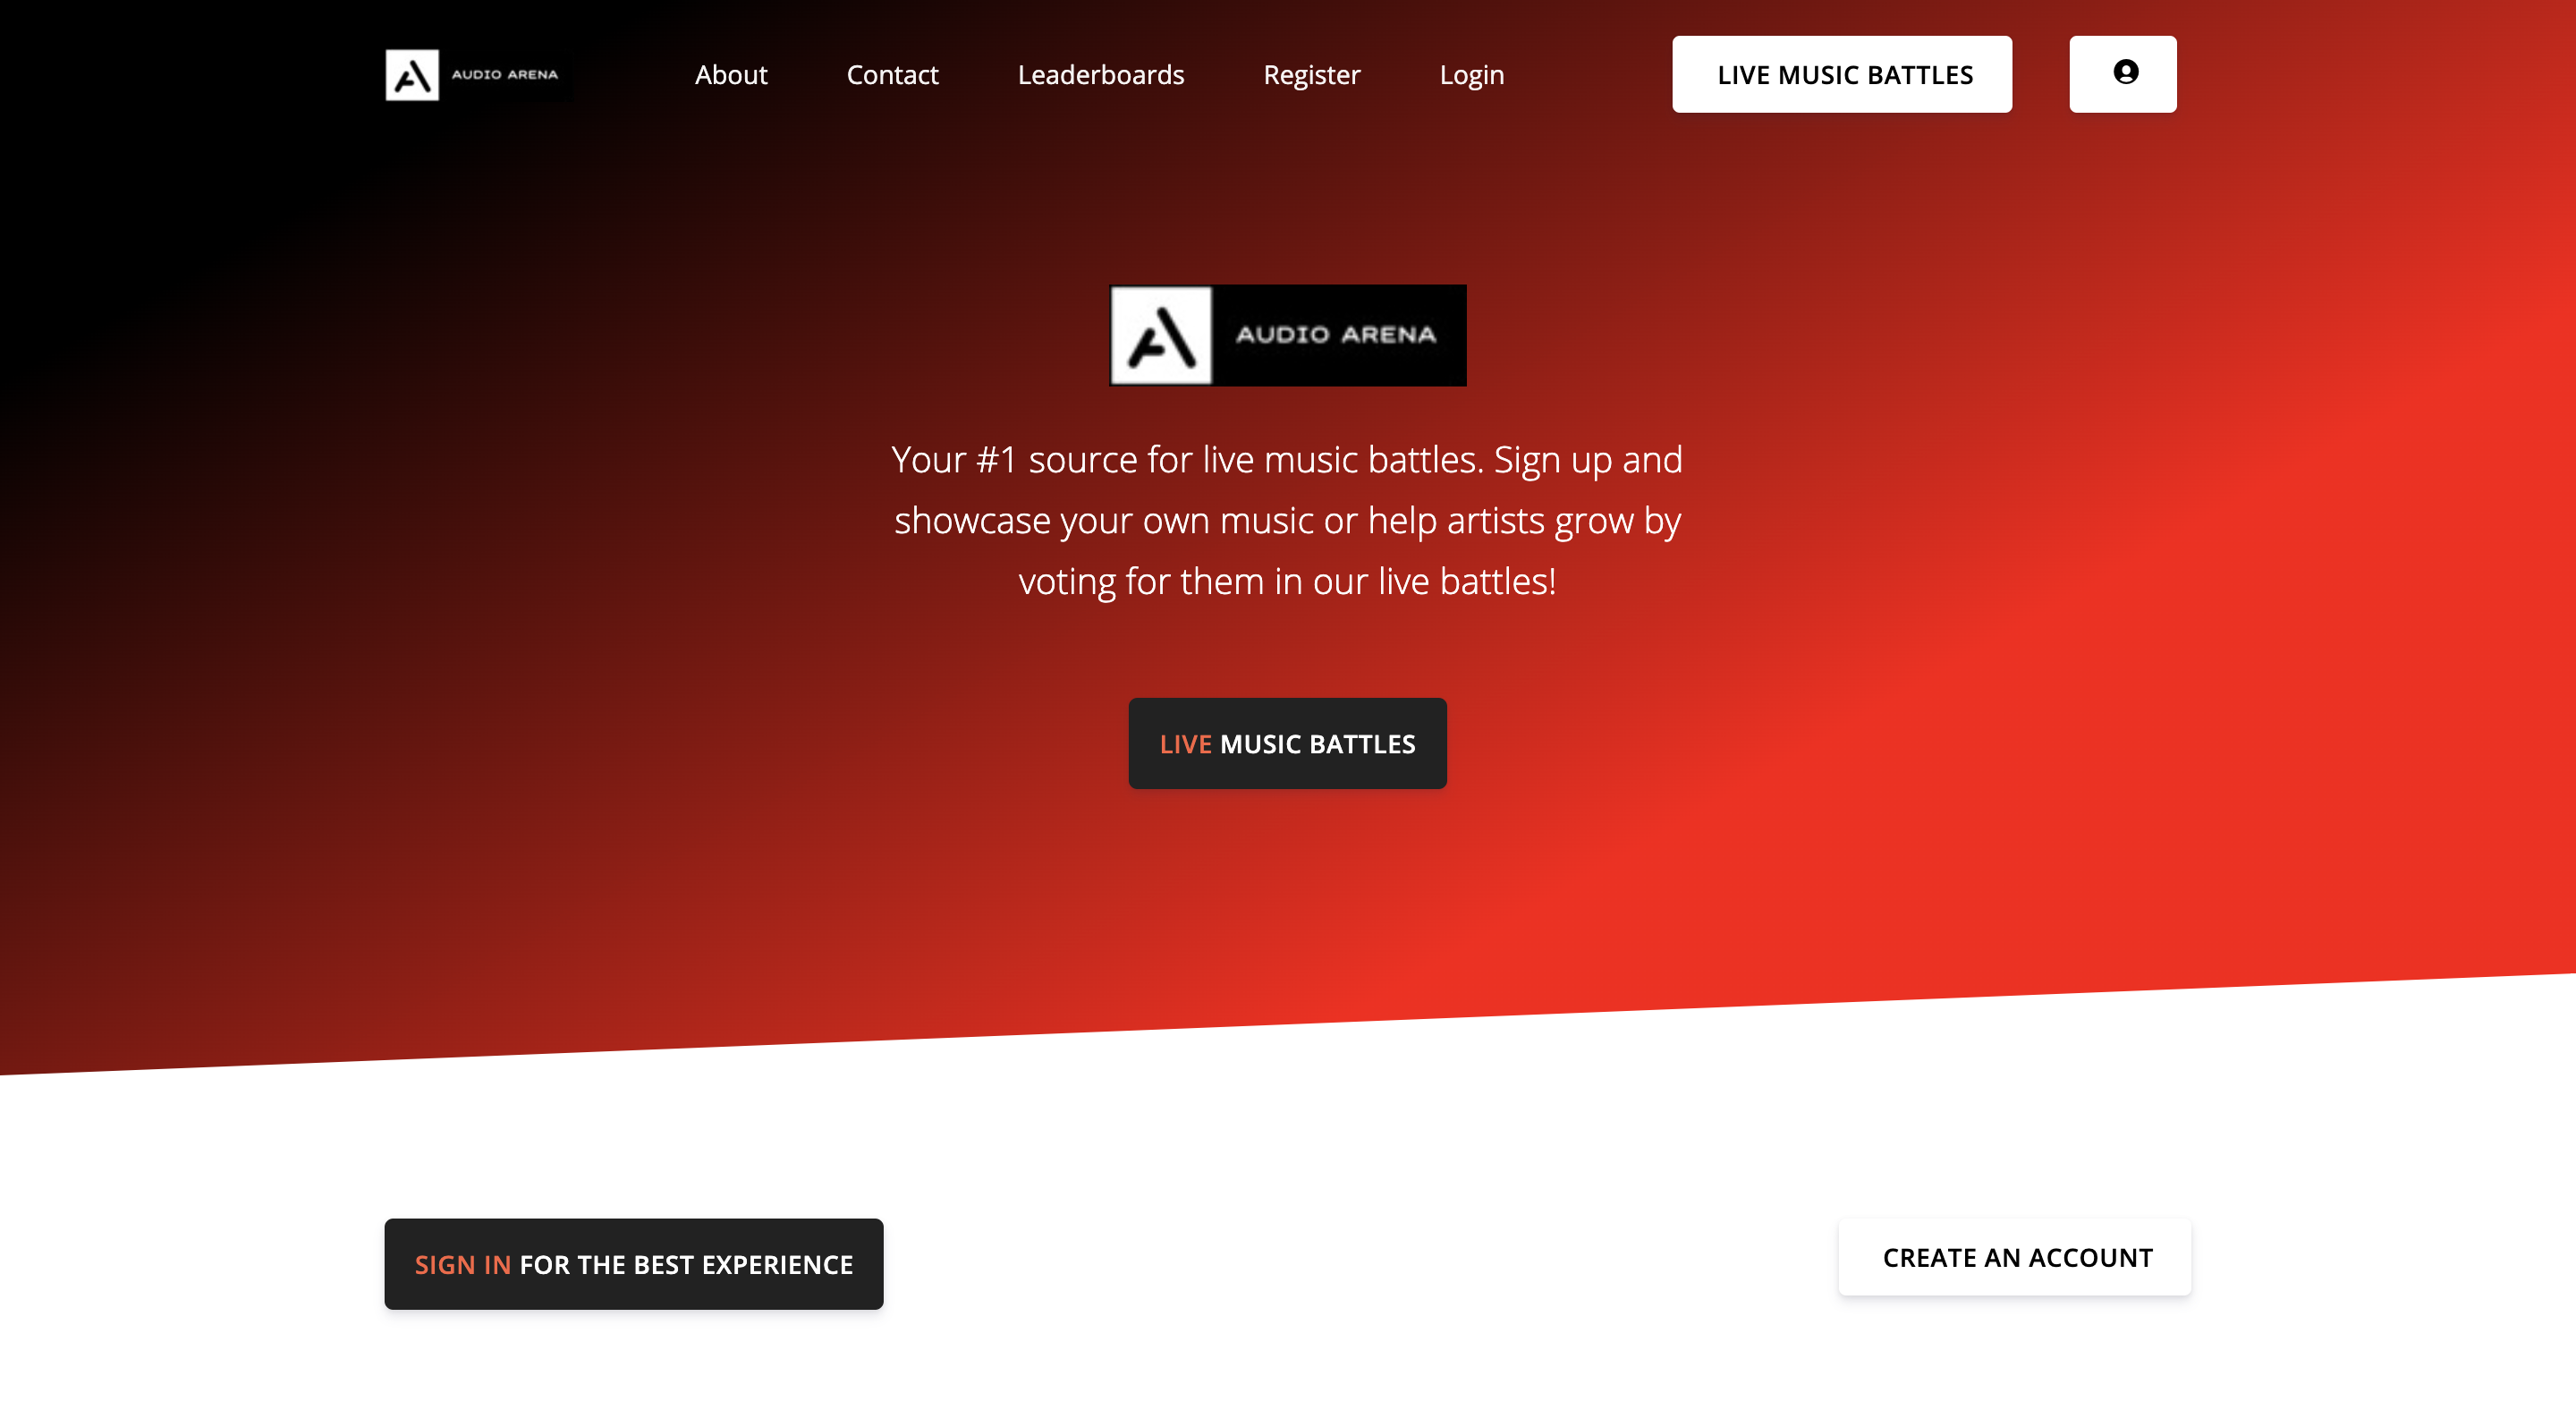 AUDIO ARENA
About
Contact
Leaderboards
Register
Login
LIVE MUSIC BATTLES
AUDIO ARENA
Your #1 source for live music battles. Sign up and
showcase your own music or help artists grow by
voting for them in our live battles!
LIVE MUSIC BATTLES
SIGN IN FOR THE BEST EXPERIENCE
CREATE AN ACCOUNT